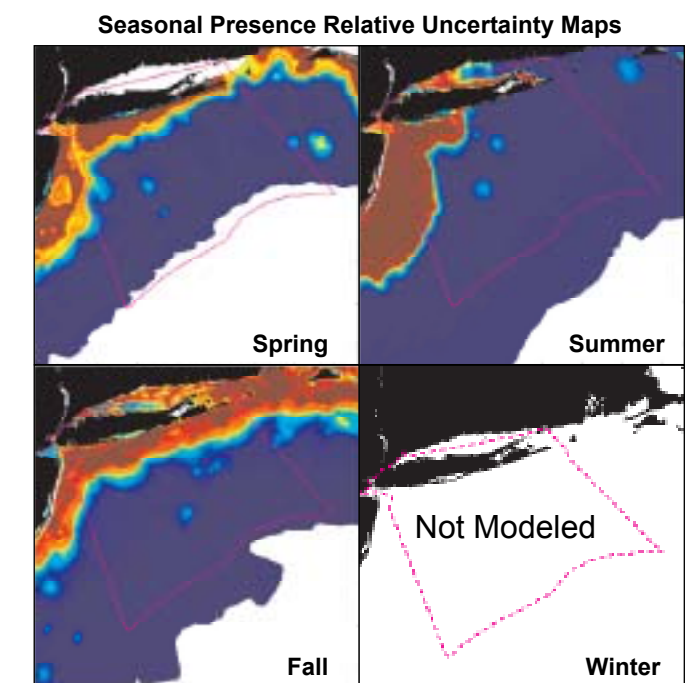 Seasonal Presence Relative Uncertainty Maps
Spring
Summer
Fall
Not Modeled
Winter